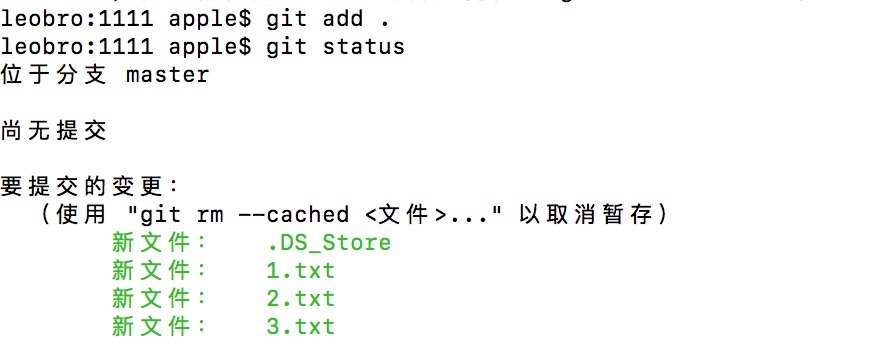 leobro:1111 apple$ git add .
leobro:1111 apple$ git status
位于分支 master
尚无提交
要提交的变更：
（使用 "git rm --cached <文件>..." 以取消暂存）
新文件： .DS_Store
新文件： 1.txt
新文件： 2.txt
新文件： 3.txt